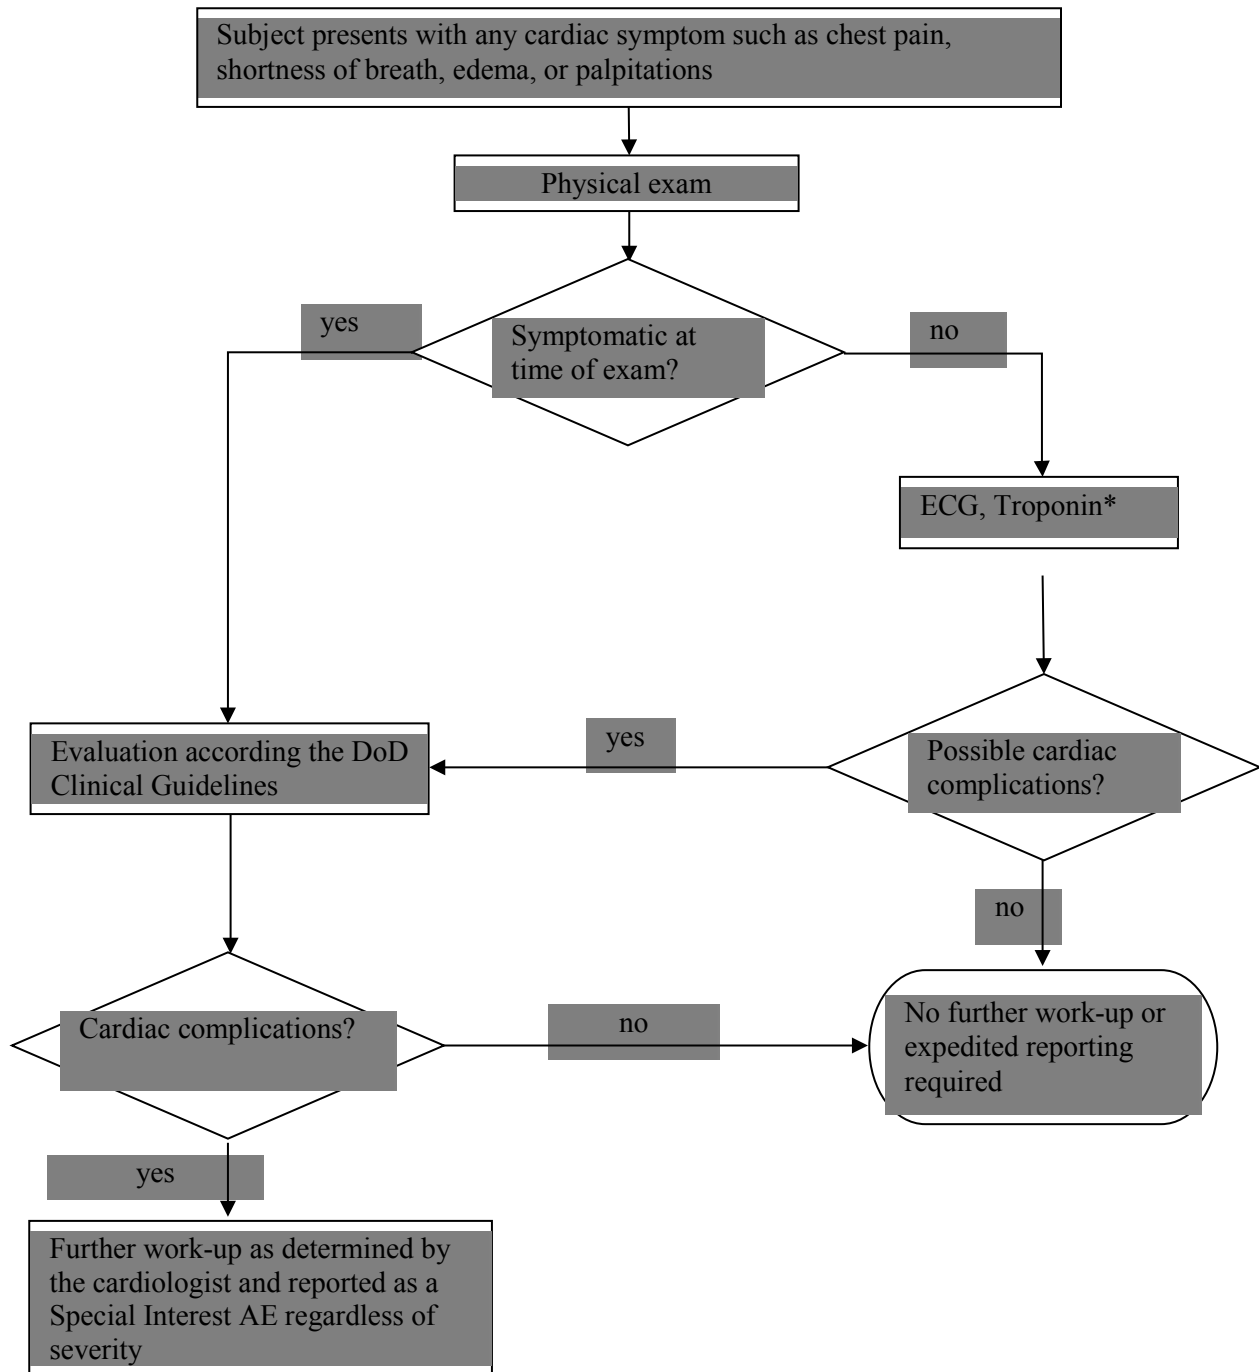 Subject presents with any cardiac symptom such as chest pain,
shortness of breath, edema, or palpitations
Physical exam
yes
Symptomatic at
time of exam?
no
ECG, Troponin*
Evaluation according the DoD
Clinical Guidelines
yes
Possible cardiac
complications?
no
Cardiac complications?
no
No further work-up or
expedited reporting
required
yes
Further work-up as determined by
the cardiologist and reported as a
Special Interest AE regardless of
severity